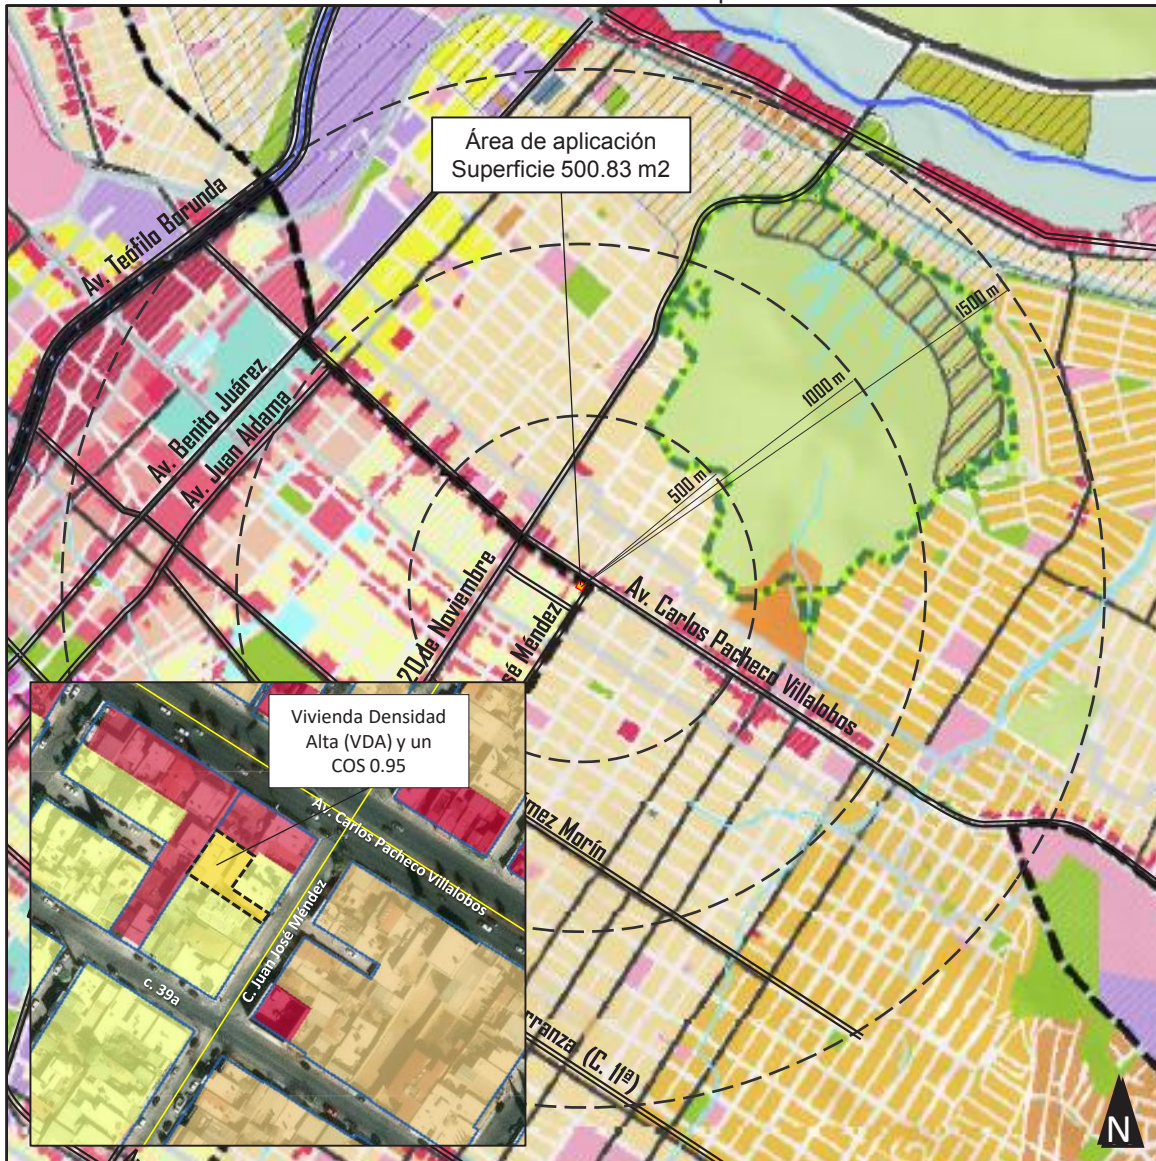 Área de aplicación
Superficie 500.83 m2
Av. Teófilo Borunda
Av. Benito Juárez
Av. Juan Aldama
1500 m
1000 m
500 m
20 de Noviembre
sé Méndez
Av. Carlos Pacheco Villalobos
mez Morín
rranza (C. 11ª)
Vivienda Densidad
Alta (VDA) y un
COS 0.95
Av. Carlos Pacheco Villalobos
C. Juan José Méndez
c. 39a
N